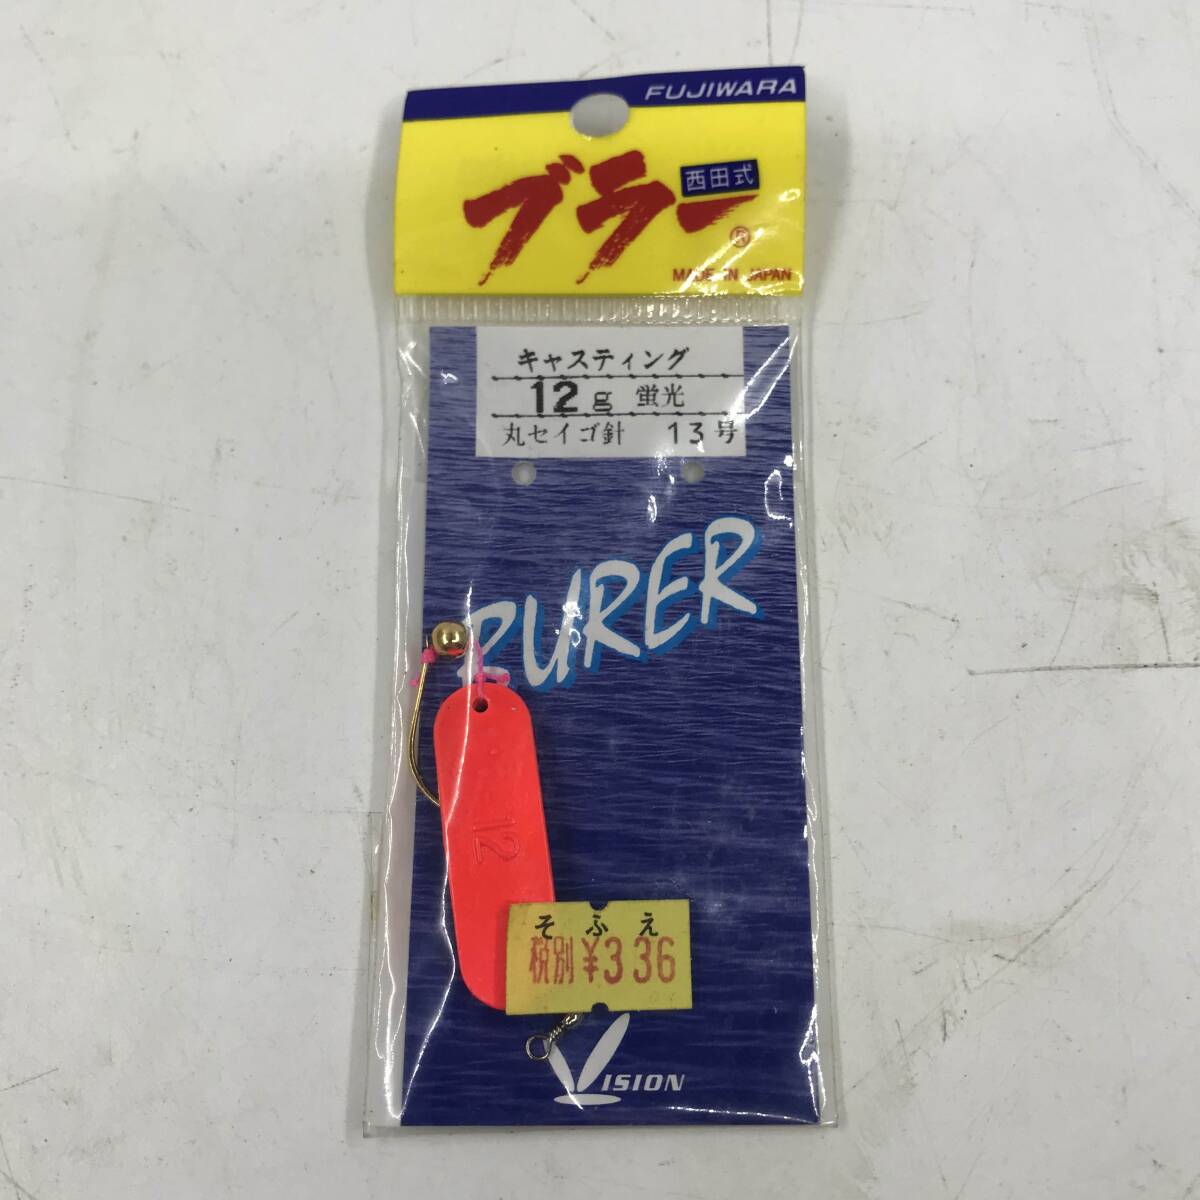 FUJIWARA
ブラー
西田式
®
MADE IN JAPAN
キャスティング
12g 蛍光
丸セイゴ針 13号
BURER
12
そふえ
税別¥336
VISION